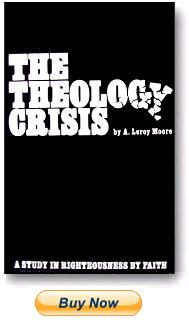 THE
THEOLOGY
CRISIS
by A. Leroy Moore
A STUDY IN RIGHTEOUSNESS BY FAITH
Buy Now